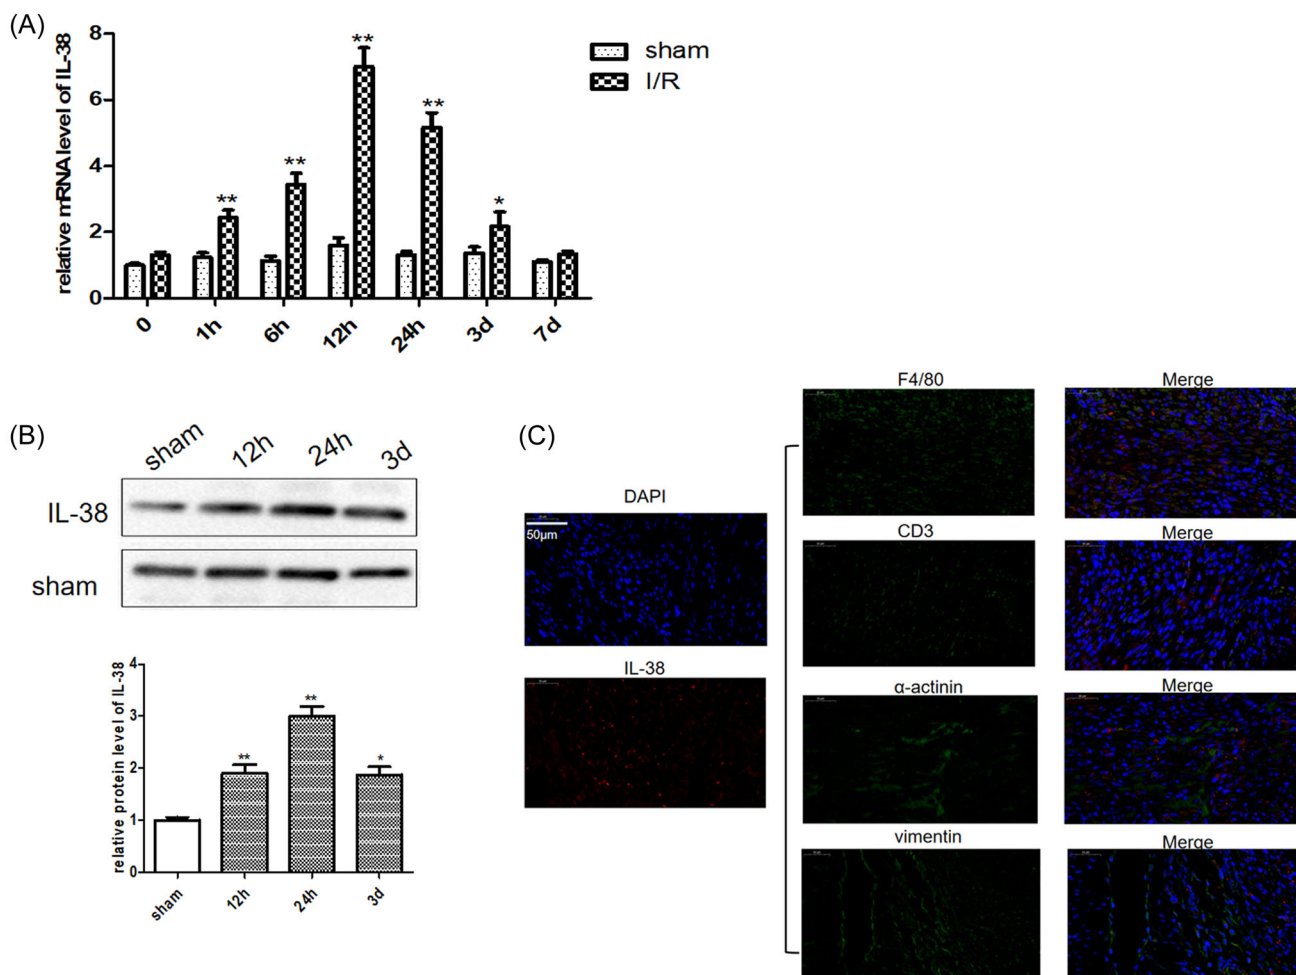 (A)
relative mRNA level of IL-38
8
6
4
2
0
** ** ** ** *
sham
I/R
0 1h 6h 12h 24h 3d 7d
(B)
sham 12h 24h 3d
IL-38
sham
relative protein level of IL-38
4
3
2
1
0
** ** *
sham 12h 24h 3d
(C)
DAPI
50μm
IL-38
F4/80 Merge
CD3 Merge
α-actinin Merge
vimentin Merge